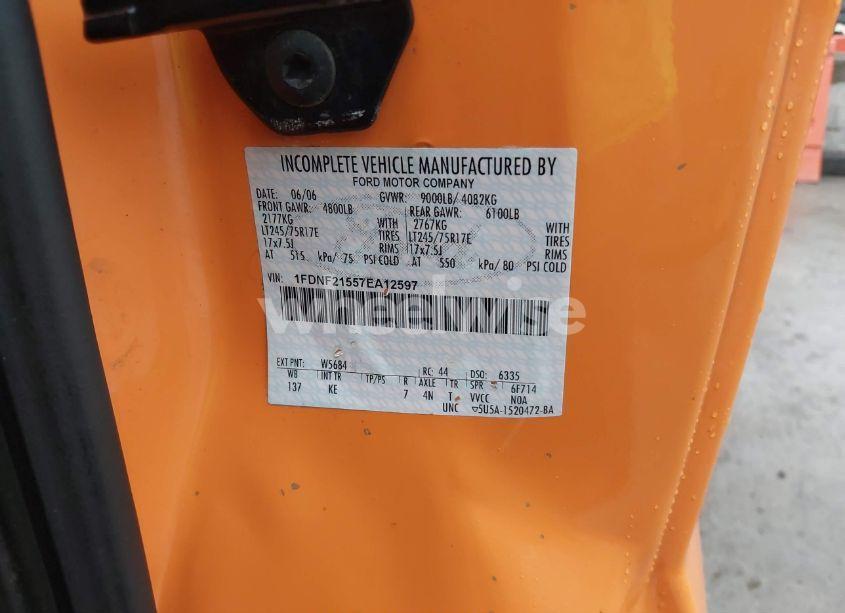 INCOMPLETE VEHICLE MANUFACTURED BY
FORD MOTOR COMPANY
DATE: 06/06 GVWR: 9000LB/ 4082KG
FRONT GAWR: 4800LB REAR GAWR: 6100LB
2177KG WITH 2767KG WITH
LT245/75R17E TIRES LT245/75R17E TIRES
17x7.5J RIMS 17x7.5J RIMS
AT 515 kPa/ 75 PSI COLD AT 550 kPa/ 80 PSI COLD
VIN: 1FDNF21557EA12597
wheelwise
EXT PNT: W5684 RC: 44 DSO: 6335
WB INT TR TP/PS R AXLE TR SPR 6F714
137 KE 7 4N T VVCC NOA
UNC ▽5U5A-1520472-BA